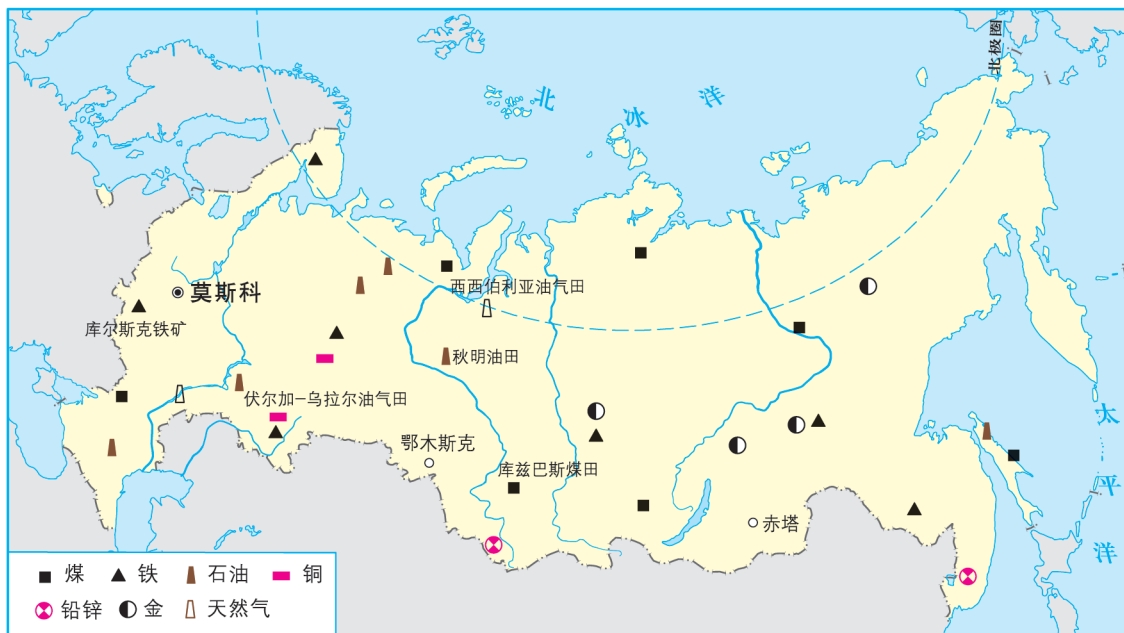 北极圈
北冰洋
西西伯利亚油气田
莫斯科
库尔斯克铁矿
秋明油田
伏尔加-乌拉尔油气田
鄂木斯克
库兹巴斯煤田
赤塔
太平洋
煤 铁 石油 铜
铅锌 金 天然气